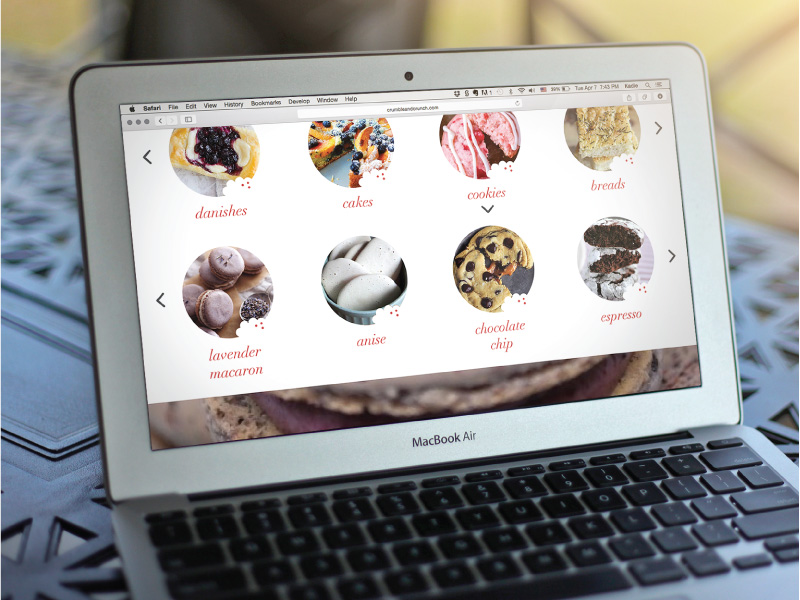 Safari File Edit View History Bookmarks Develop Window Help
39% Tue Apr 7 7:43 PM Kacie
crumbleandcrunch.com
danishes
cakes
cookies
breads
lavender
macaron
anise
chocolate
chip
espresso
MacBook Air